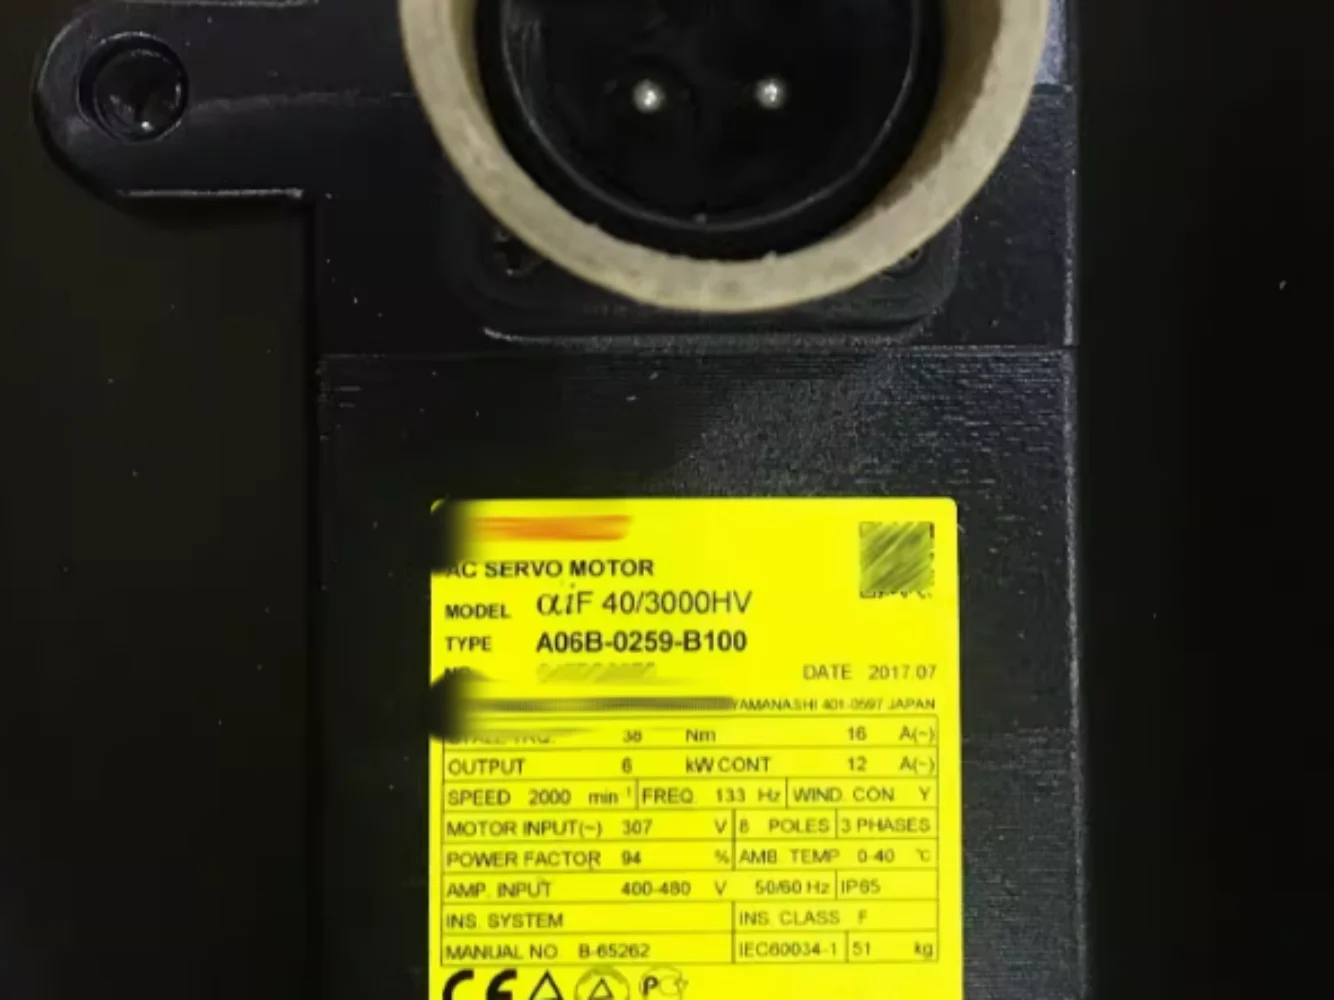 AC SERVO MOTOR
MODEL αiF 40/3000HV
TYPE A06B-0259-B100
DATE 2017.07
YAMANASHI 401-0597 JAPAN
38 Nm 16 A(~)
OUTPUT 6 kW CONT 12 A(~)
SPEED 2000 min⁻¹ FREQ. 133 Hz WIND. CON. Y
MOTOR INPUT(~) 307 V 8 POLES 3 PHASES
POWER FACTOR 94 % AMB. TEMP. 0-40 ℃
AMP. INPUT 400-480 V 50/60 Hz IP65
INS. SYSTEM INS. CLASS F
MANUAL NO. B-65262 IEC60034-1 51 kg
CE